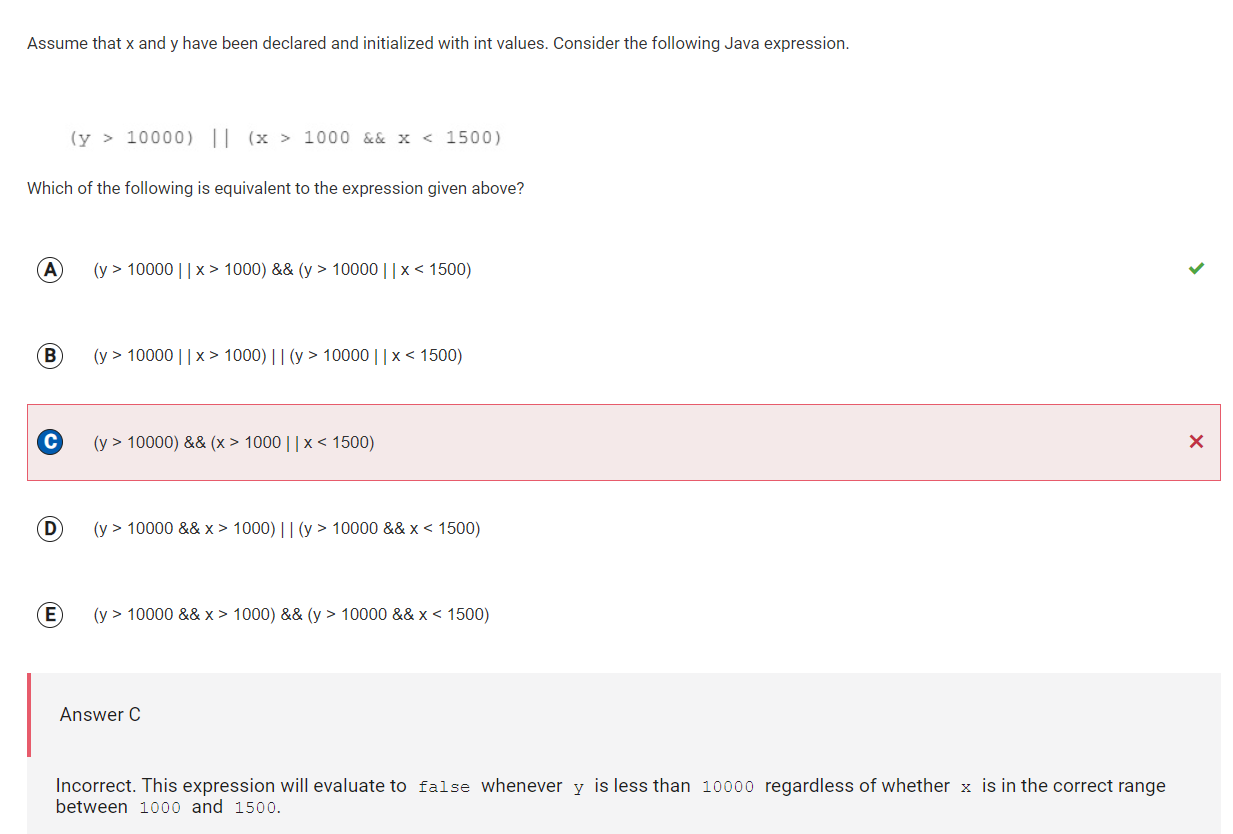 Assume that x and y have been declared and initialized with int values. Consider the following Java expression.
(y > 10000) || (x > 1000 && x < 1500)
Which of the following is equivalent to the expression given above?
A (y > 10000 | | x > 1000) && (y > 10000 | | x < 1500)
B (y > 10000 | | x > 1000) | | (y > 10000 | | x < 1500)
C (y > 10000) && (x > 1000 | | x < 1500)
D (y > 10000 && x > 1000) | | (y > 10000 && x < 1500)
E (y > 10000 && x > 1000) && (y > 10000 && x < 1500)
Answer C
Incorrect. This expression will evaluate to false whenever y is less than 10000 regardless of whether x is in the correct range
between 1000 and 1500.